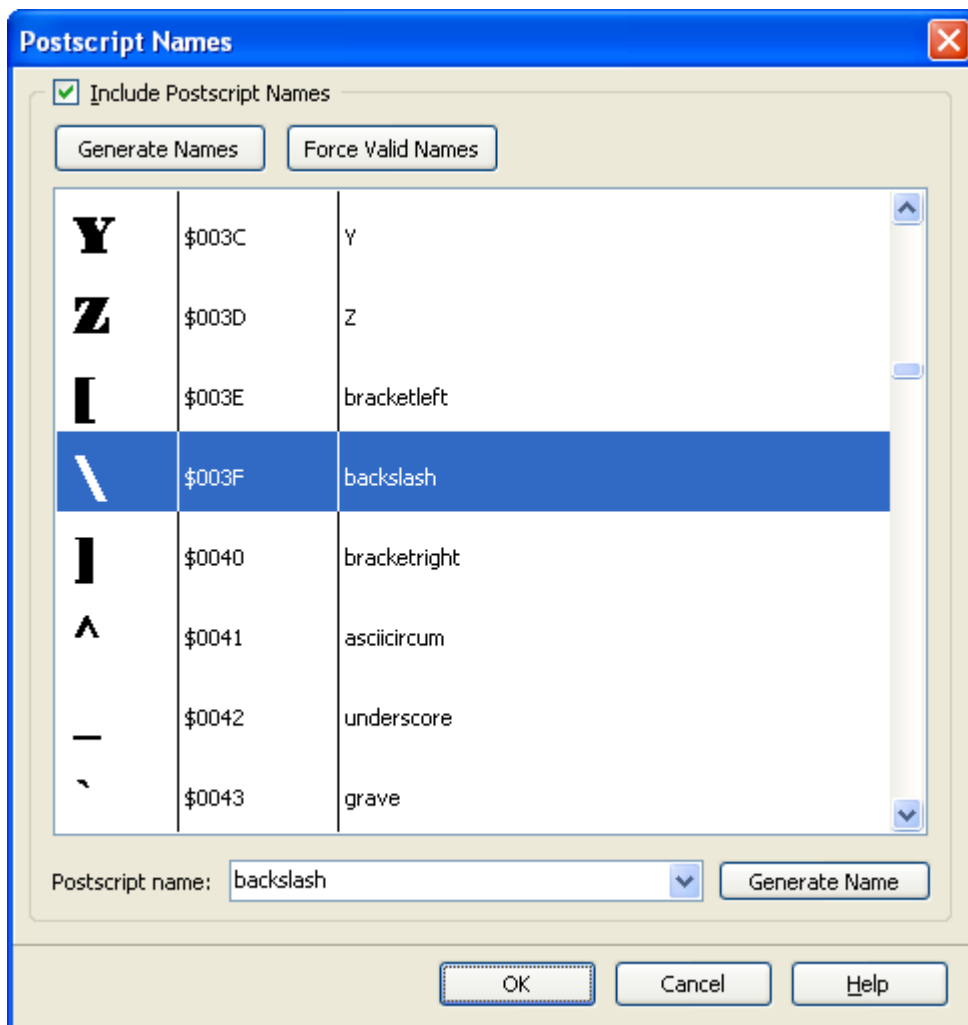 Postscript Names
Include Postscript Names
Generate Names Force Valid Names
Y $003C Y
Z $003D Z
[ $003E bracketleft
\ $003F backslash
] $0040 bracketright
^ $0041 asciicircum
_ $0042 underscore
` $0043 grave
Postscript name: backslash Generate Name
OK Cancel Help